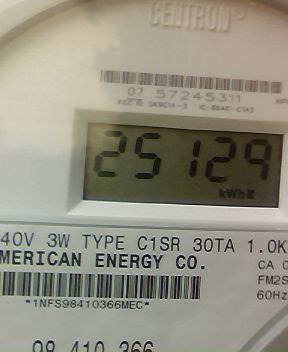 CENTRON®
07 57245311
25129
kWh
40V 3W TYPE C1SR 30TA 1.0K
MERICAN ENERGY CO.
CA 0
FM2S
*1NFS98410366MEC*
60Hz
98 410 366